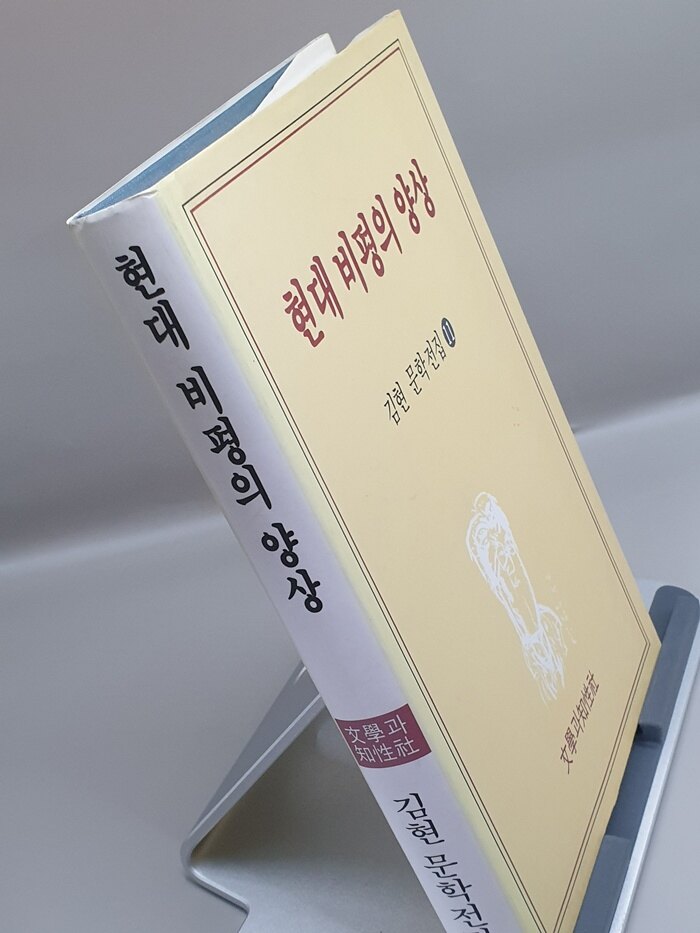 현대 비평의 양상
文學과
知性社
김현 문학전
현대 비평의 양상
김현 문학전집 11
文學과知性社